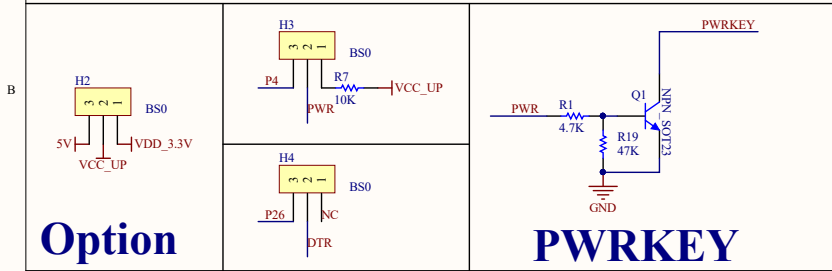 B
H2
3 2 1
BS0
5V
VDD_3.3V
VCC_UP
Option
H3
3 2 1
BS0
P4
R7
10K
VCC_UP
PWR
H4
3 2 1
BS0
P26
NC
DTR
PWRKEY
PWR
R1
4.7K
Q1
NPN_SOT23
R19
47K
GND
PWRKEY